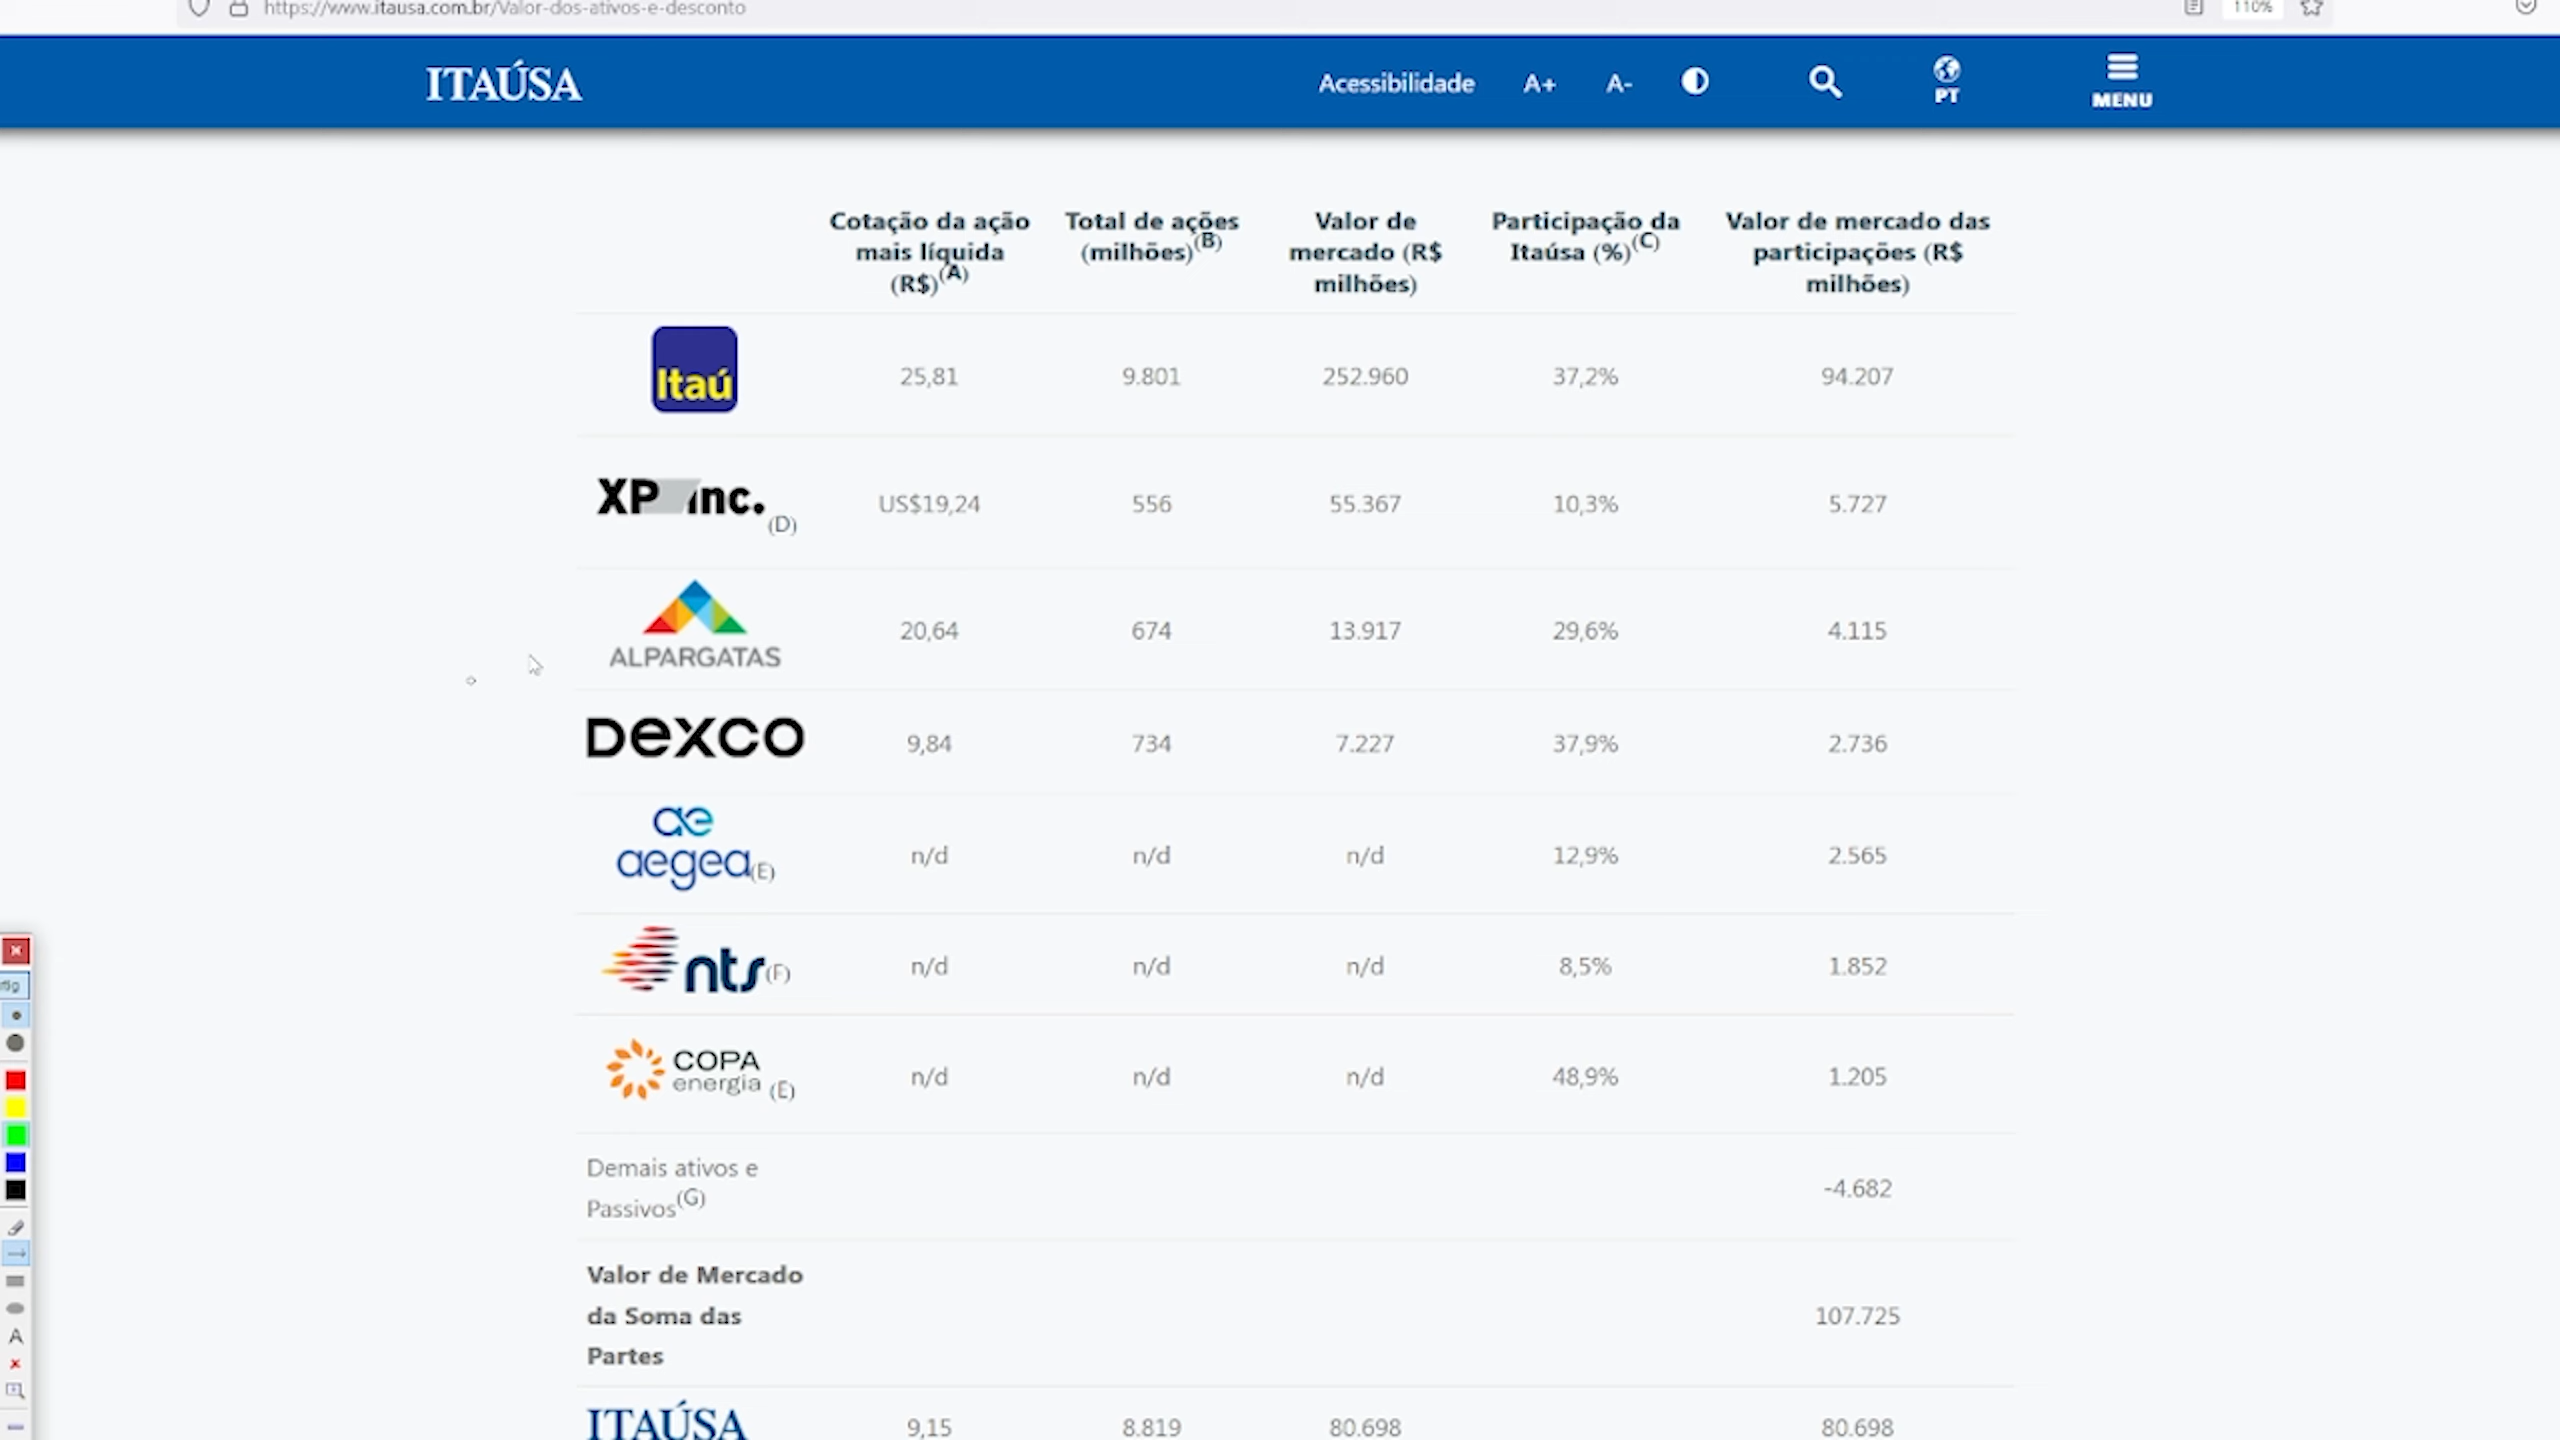 https://www.itausa.com.br/Valor-dos-ativos-e-desconto
110%
ITAÚSA
Acessibilidade A+ A- PT MENU
Cotação da ação mais líquida (R$)(A) Total de ações (milhões)(B) Valor de mercado (R$ milhões) Participação da Itaúsa (%)(C) Valor de mercado das participações (R$ milhões)
Itaú 25,81 9.801 252.960 37,2% 94.207
XP inc. (D) US$19,24 556 55.367 10,3% 5.727
ALPARGATAS 20,64 674 13.917 29,6% 4.115
Dexco 9,84 734 7.227 37,9% 2.736
ae
aegea(E) n/d n/d n/d 12,9% 2.565
nts(F) n/d n/d n/d 8,5% 1.852
COPA energia (E) n/d n/d n/d 48,9% 1.205
Demais ativos e Passivos(G) -4.682
Valor de Mercado da Soma das Partes 107.725
ITAÚSA 9,15 8.819 80.698 80.698
A